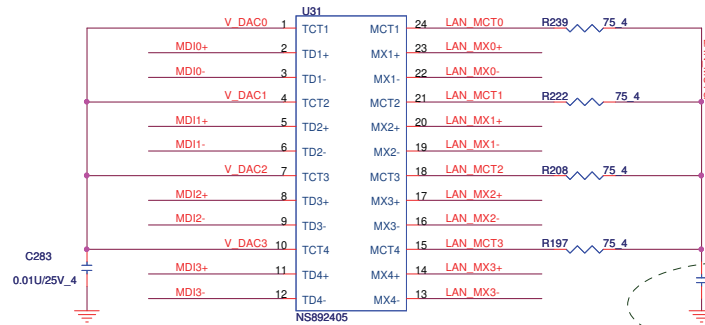 U31
V_DAC0 1 TCT1 MCT1 24 LAN_MCT0 R239 75_4
MDI0+ 2 TD1+ MX1+ 23 LAN_MX0+
MDI0- 3 TD1- MX1- 22 LAN_MX0-
V_DAC1 4 TCT2 MCT2 21 LAN_MCT1 R222 75_4
MDI1+ 5 TD2+ MX2+ 20 LAN_MX1+
MDI1- 6 TD2- MX2- 19 LAN_MX1-
V_DAC2 7 TCT3 MCT3 18 LAN_MCT2 R208 75_4
MDI2+ 8 TD3+ MX3+ 17 LAN_MX2+
MDI2- 9 TD3- MX3- 16 LAN_MX2-
V_DAC3 10 TCT4 MCT4 15 LAN_MCT3 R197 75_4
C283
MDI3+ 11 TD4+ MX4+ 14 LAN_MX3+
0.01U/25V_4
MDI3- 12 TD4- MX4- 13 LAN_MX3-
NS892405